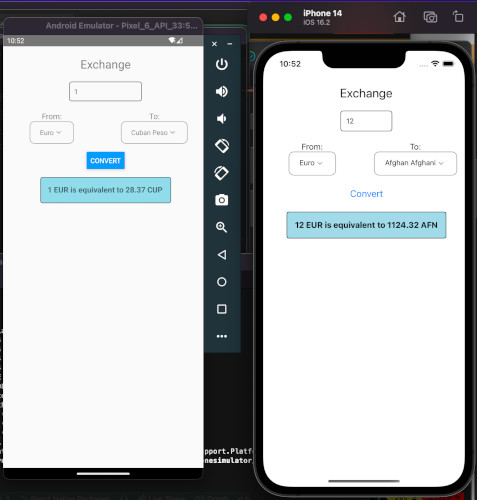 Android Emulator - Pixel_6_API_33:5...
10:52
Exchange
1
From:
To:
Euro
Cuban Peso
CONVERT
1 EUR is equivalent to 28.37 CUP
iPhone 14
iOS 16.2
10:52
Exchange
12
From:
To:
Euro
Afghan Afghani
Convert
12 EUR is equivalent to 1124.32 AFN
pport.Platf
nesimulator